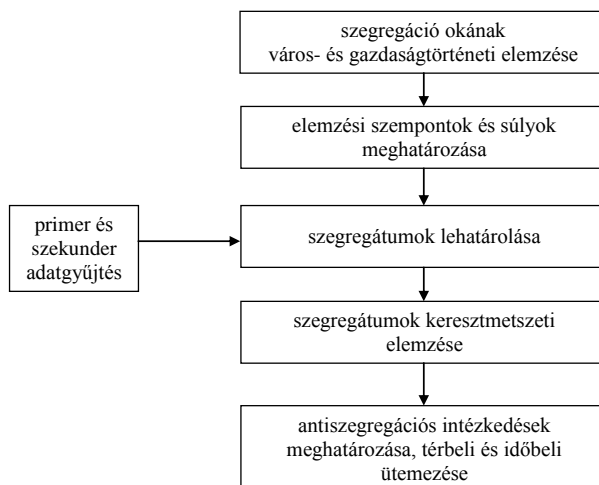 szegregáció okának
város- és gazdaságtörténeti elemzése
elemzési szempontok és súlyok
meghatározása
primer és
szekunder
adatgyűjtés
szegregátumok lehatárolása
szegregátumok keresztmetszeti
elemzése
antiszegregációs intézkedések
meghatározása, térbeli és időbeli
ütemezése